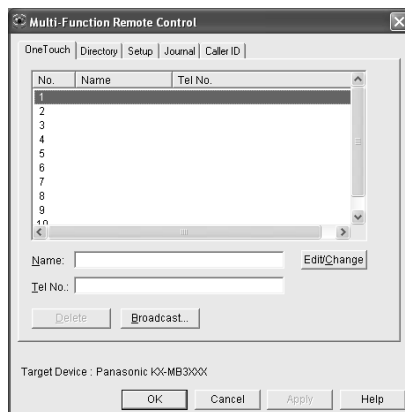 Multi-Function Remote Control
OneTouch Directory Setup Journal Caller ID
No. Name Tel No.
1
2
3
4
5
6
7
8
9
10
Name: Edit/Change
Tel No.:
Delete Broadcast...
Target Device : Panasonic KX-MB3XXX
OK Cancel Apply Help